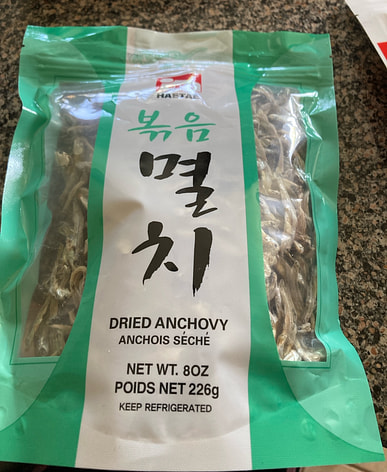 HAETAE
볶음
멸
치
DRIED ANCHOVY
ANCHOIS SÉCHÉ
NET WT. 8OZ
POIDS NET 226g
KEEP REFRIGERATED